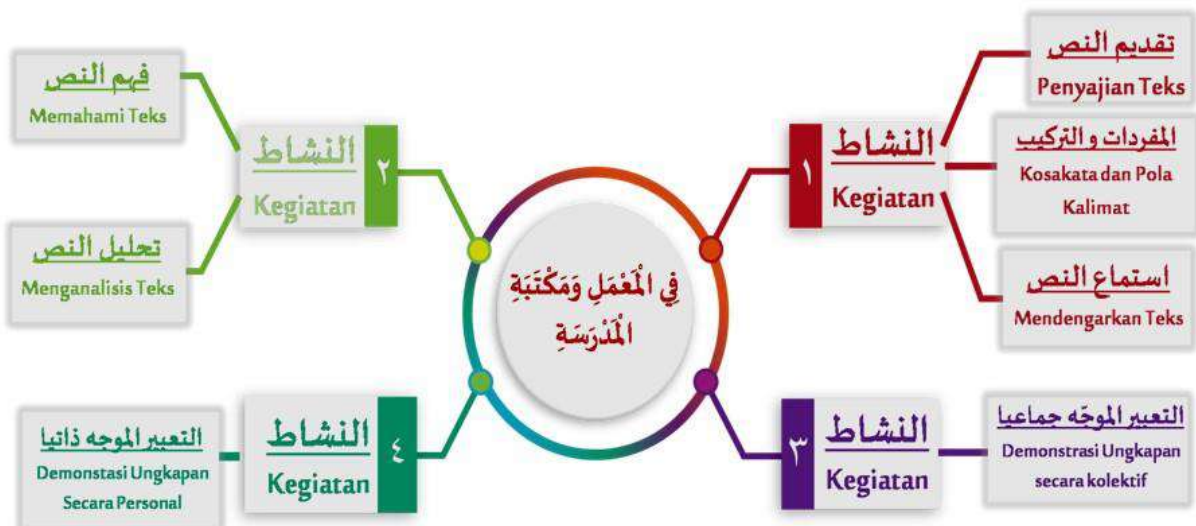 فِي الْمَعْمَلِ وَمَكْتَبَةِ
الْمَدْرَسَةِ
١
النشاط
Kegiatan
تقديم النص
Penyajian Teks
المفردات و التركيب
Kosakata dan Pola
Kalimat
استماع النص
Mendengarkan Teks
٢
النشاط
Kegiatan
فهم النص
Memahami Teks
تحليل النص
Menganalisis Teks
٣
النشاط
Kegiatan
التعبير الموجّه جماعيا
Demonstrasi Ungkapan
secara kolektif
٤
النشاط
Kegiatan
التعبير الموجه ذاتيا
Demonstasi Ungkapan
Secara Personal